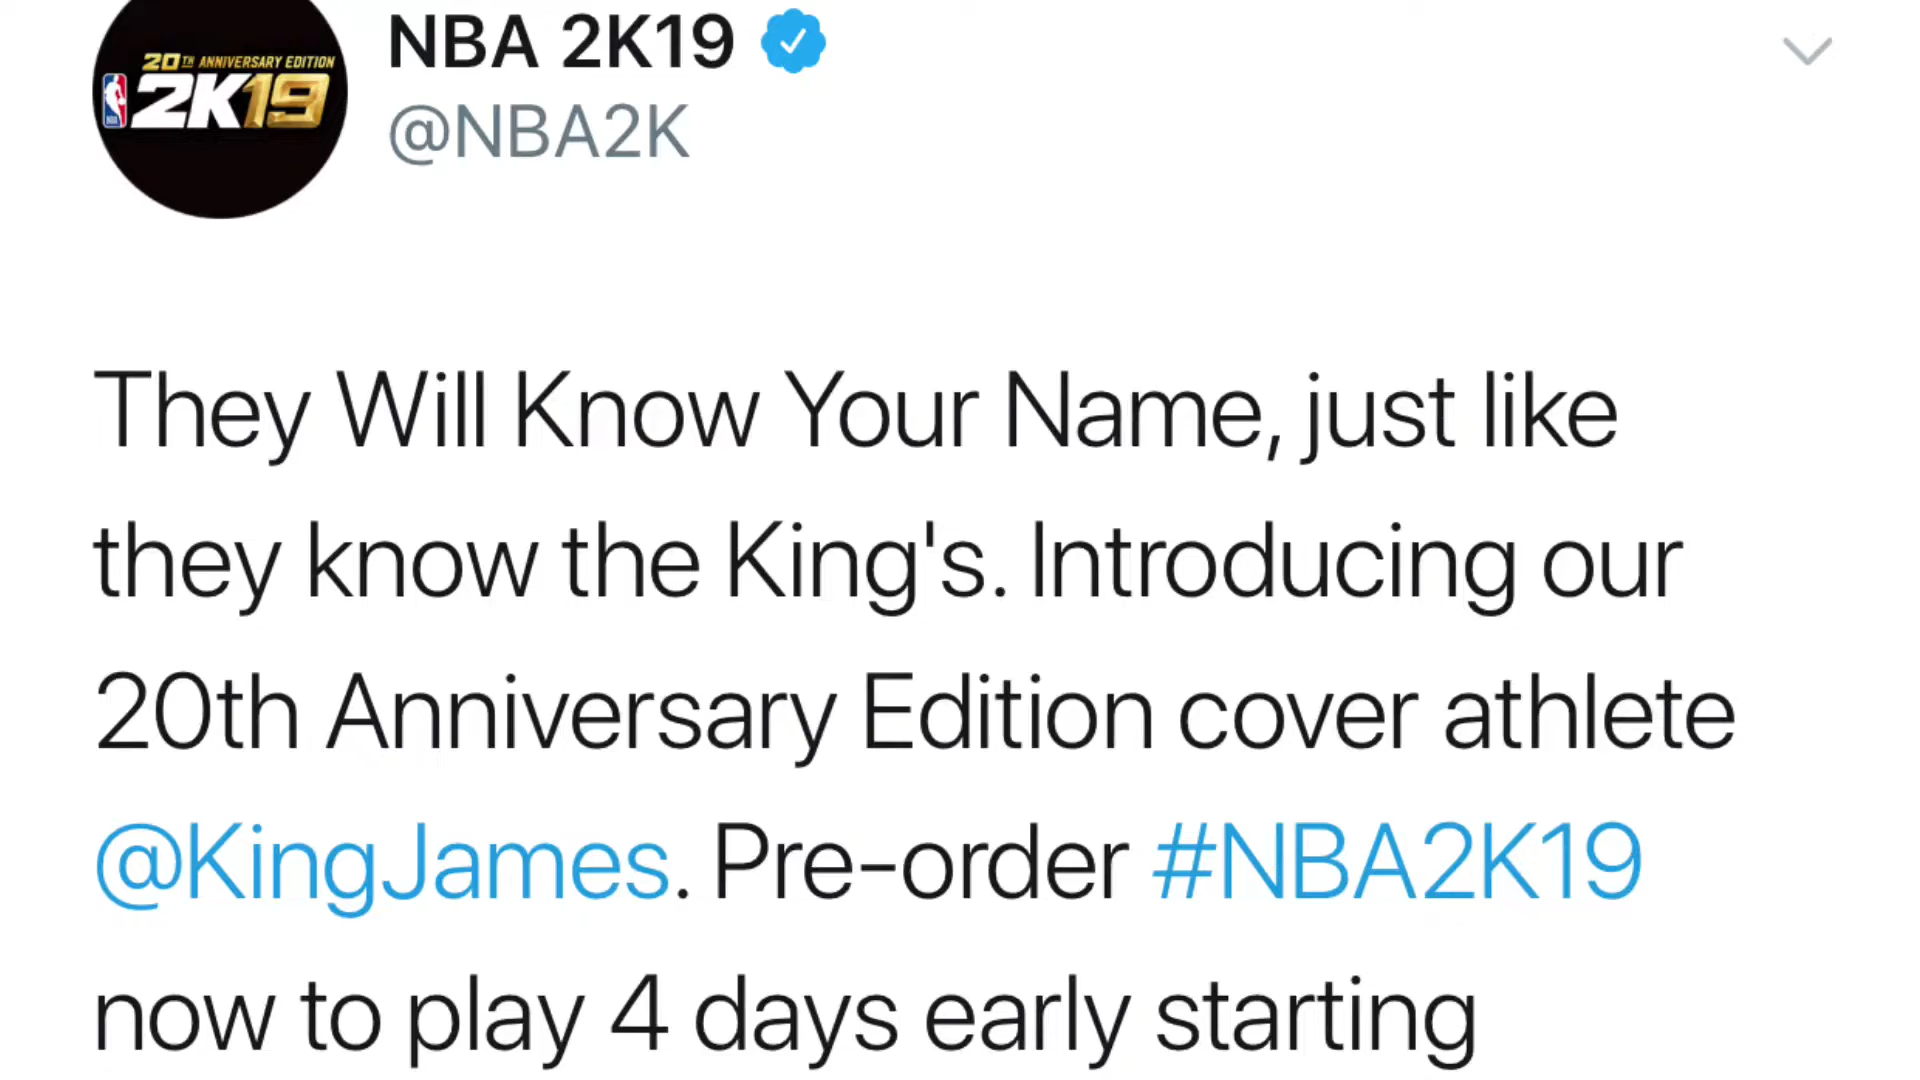 20TH ANNIVERSARY EDITION
NBA 2K19
NBA 2K19
@NBA2K
They Will Know Your Name, just like
they know the King's. Introducing our
20th Anniversary Edition cover athlete
@KingJames. Pre-order #NBA2K19
now to play 4 days early starting